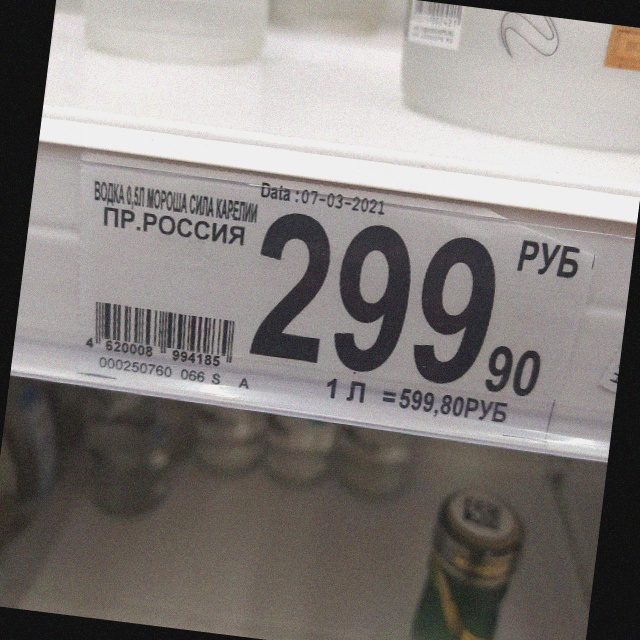 ВОДКА 0,5Л МОРОША СИЛА КАРЕЛИИ
ПР.РОССИЯ
Data :07-03-2021
299 90
РУБ
4 620008 994185
000250760 066 S A
1 Л =599,80РУБ